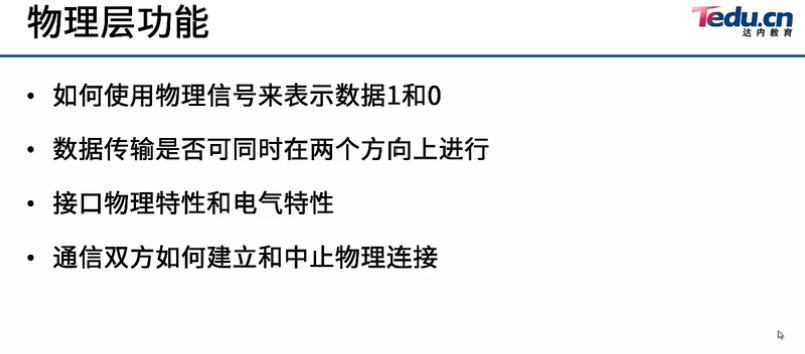 物理层功能
Tedu.cn
达内教育
• 如何使用物理信号来表示数据1和0
• 数据传输是否可同时在两个方向上进行
• 接口物理特性和电气特性
• 通信双方如何建立和中止物理连接